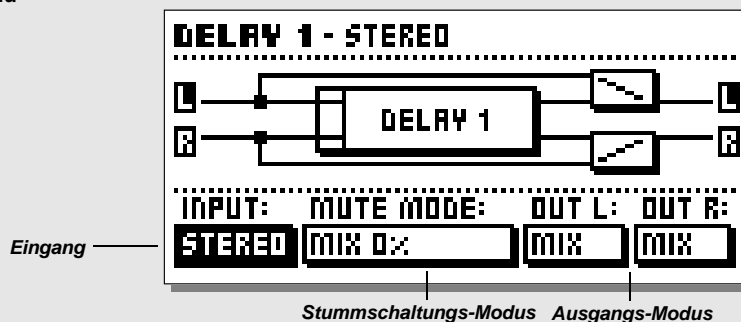 DELAY 1 - STEREO
L L
DELAY 1
R R
INPUT: MUTE MODE: OUT L: OUT R:
Eingang STEREO MIX 0% MIX MIX
Stummschaltungs-Modus Ausgangs-Modus